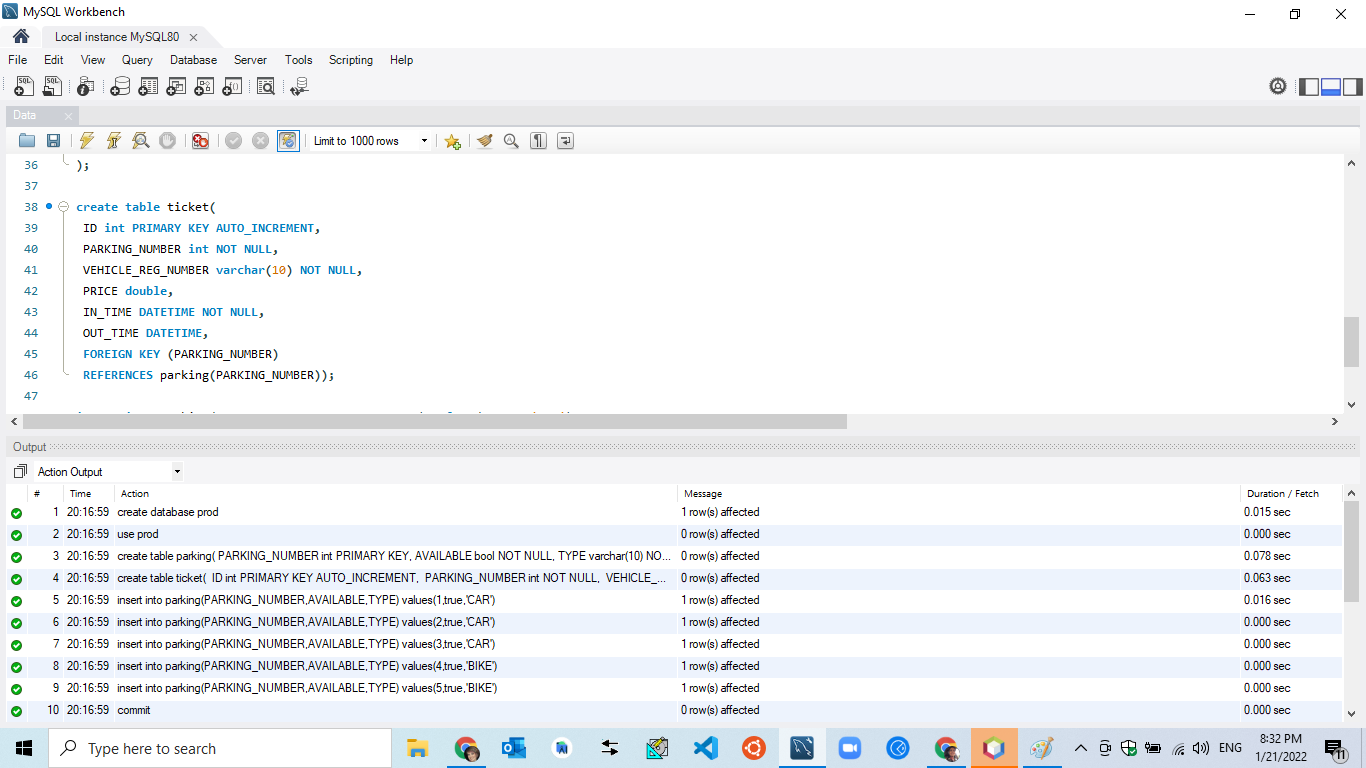 MySQL Workbench
Local instance MySQL80
File Edit View Query Database Server Tools Scripting Help
Data
Limit to 1000 rows
36 );
37
38 create table ticket(
39 ID int PRIMARY KEY AUTO_INCREMENT,
40 PARKING_NUMBER int NOT NULL,
41 VEHICLE_REG_NUMBER varchar(10) NOT NULL,
42 PRICE double,
43 IN_TIME DATETIME NOT NULL,
44 OUT_TIME DATETIME,
45 FOREIGN KEY (PARKING_NUMBER)
46 REFERENCES parking(PARKING_NUMBER));
47
Output
Action Output
# Time Action Message Duration / Fetch
1 20:16:59 create database prod 1 row(s) affected 0.015 sec
2 20:16:59 use prod 0 row(s) affected 0.000 sec
3 20:16:59 create table parking( PARKING_NUMBER int PRIMARY KEY, AVAILABLE bool NOT NULL, TYPE varchar(10) NO... 0 row(s) affected 0.078 sec
4 20:16:59 create table ticket( ID int PRIMARY KEY AUTO_INCREMENT, PARKING_NUMBER int NOT NULL, VEHICLE_... 0 row(s) affected 0.063 sec
5 20:16:59 insert into parking(PARKING_NUMBER,AVAILABLE,TYPE) values(1,true,'CAR') 1 row(s) affected 0.016 sec
6 20:16:59 insert into parking(PARKING_NUMBER,AVAILABLE,TYPE) values(2,true,'CAR') 1 row(s) affected 0.000 sec
7 20:16:59 insert into parking(PARKING_NUMBER,AVAILABLE,TYPE) values(3,true,'CAR') 1 row(s) affected 0.000 sec
8 20:16:59 insert into parking(PARKING_NUMBER,AVAILABLE,TYPE) values(4,true,'BIKE') 1 row(s) affected 0.000 sec
9 20:16:59 insert into parking(PARKING_NUMBER,AVAILABLE,TYPE) values(5,true,'BIKE') 1 row(s) affected 0.000 sec
10 20:16:59 commit 0 row(s) affected 0.000 sec
Type here to search
ENG
8:32 PM
1/21/2022
11